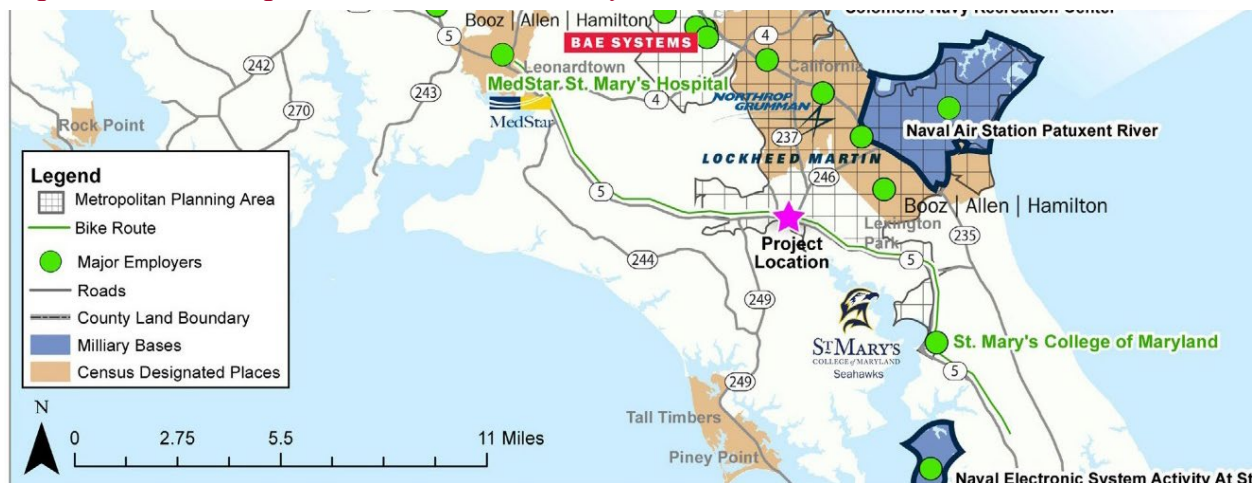 Booz | Allen | Hamilton
BAE SYSTEMS
5
4
242
Leonardtown
California
MedStar St. Mary's Hospital
243
270
4
NORTHROP
GRUMMAN
MedStar
Naval Air Station Patuxent River
Rock Point
237
LOCKHEED MARTIN
246
Legend
Metropolitan Planning Area
Bike Route
Major Employers
Roads
County Land Boundary
Milliary Bases
Census Designated Places
5
Booz | Allen | Hamilton
Lexington
Park
235
Project
Location
244
5
249
ST MARY'S
COLLEGE of MARYLAND
Seahawks
St. Mary's College of Maryland
5
249
Tall Timbers
Piney Point
N
0 2.75 5.5 11 Miles
Naval Electronic System Activity At St